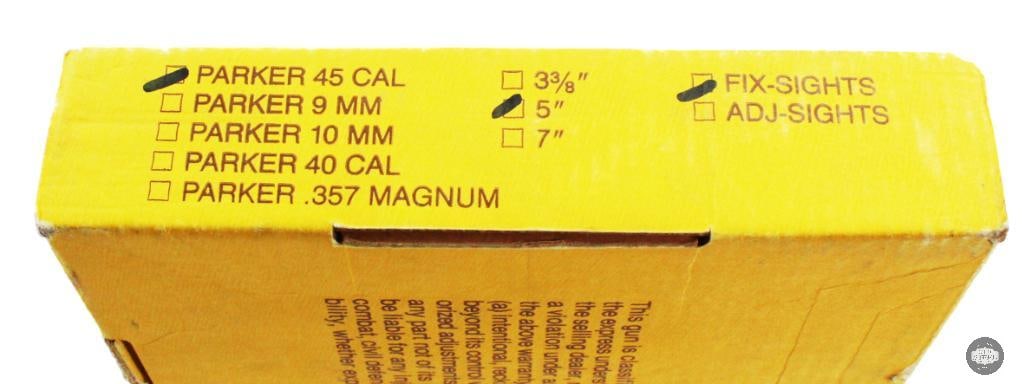 PARKER 45 CAL
PARKER 9 MM
PARKER 10 MM
PARKER 40 CAL
PARKER .357 MAGNUM
3⅜"
5"
7"
FIX-SIGHTS
ADJ-SIGHTS
This gun is classifi
the express unders
the selling dealer,
a violation under a
the above warranty
(a) intentional, reck
beyond its control
orized adjustments
any part not of its
be liable for any inj
combat, civil defen
bility, whether exp